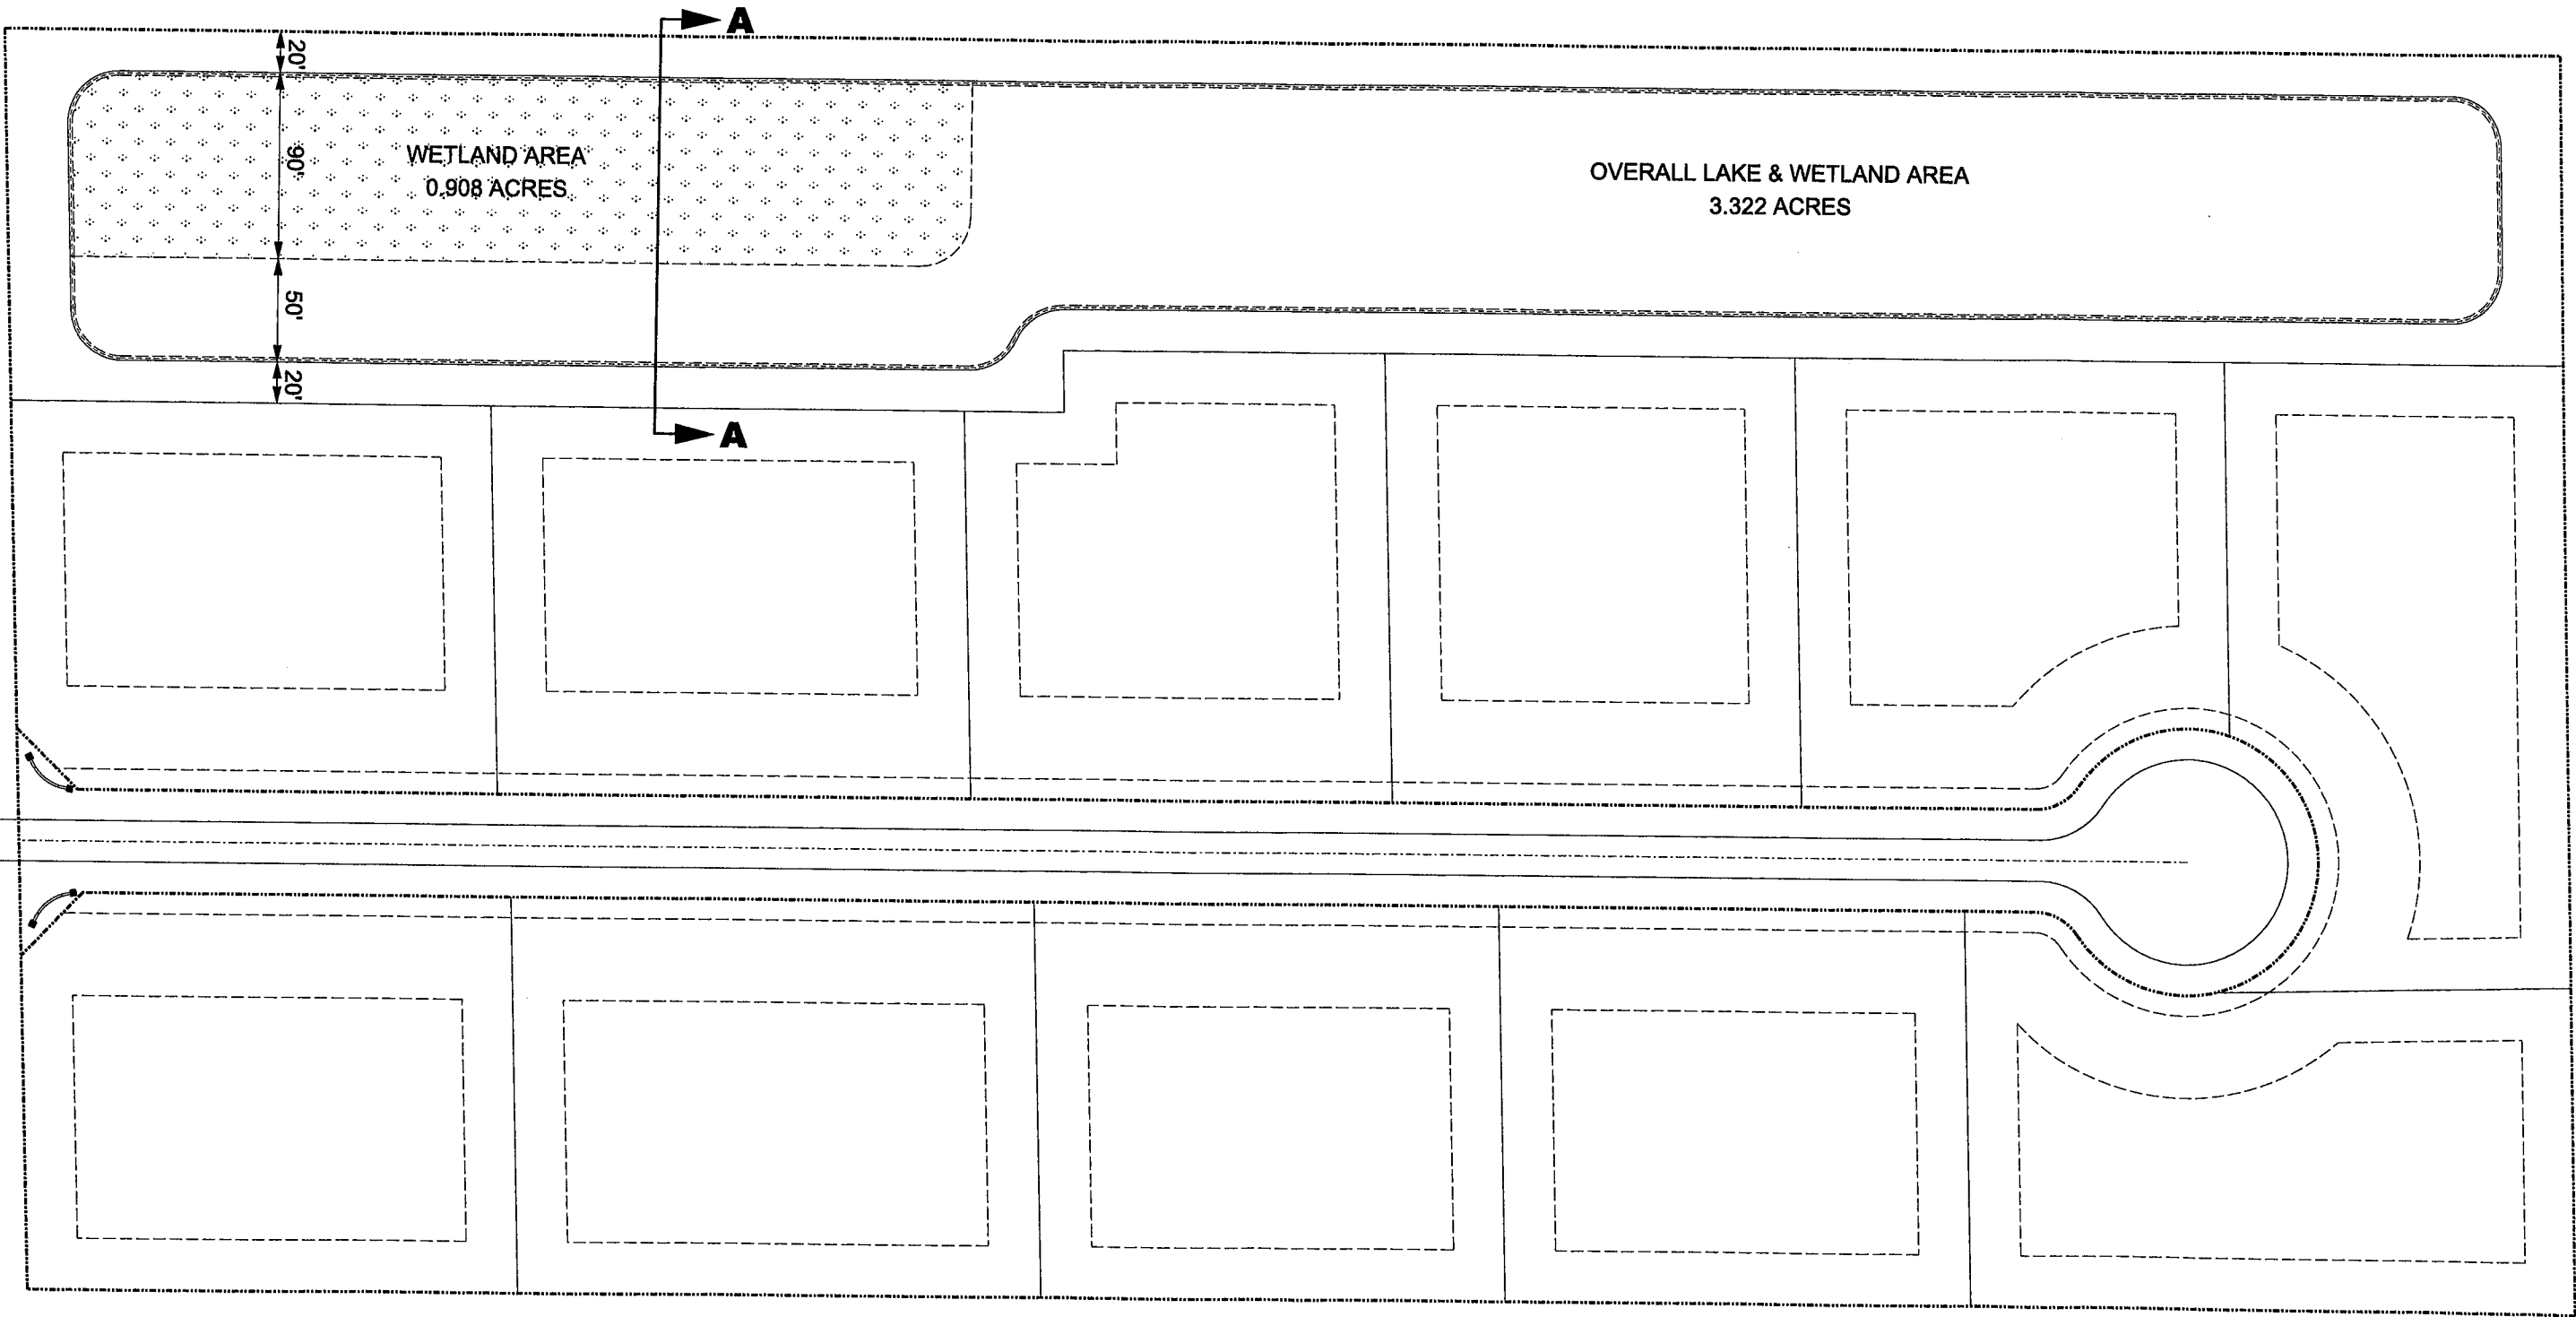 A
20'
90'
WETLAND AREA
0.908 ACRES
OVERALL LAKE & WETLAND AREA
3.322 ACRES
50'
20'
A